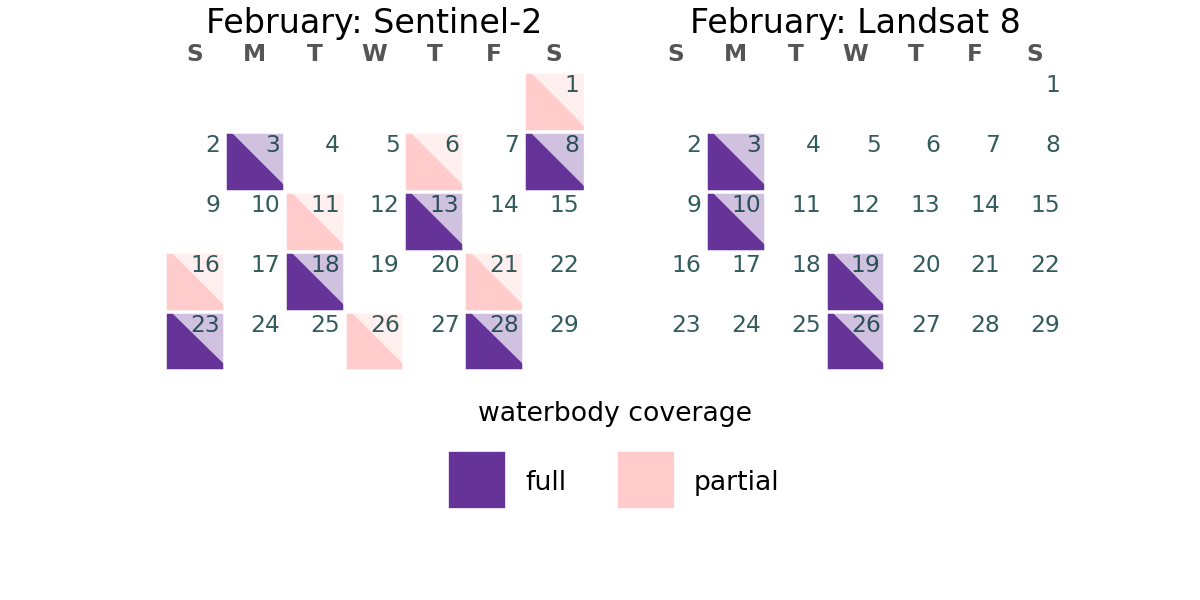 February: Sentinel-2
S M T W T F S
1
2 3 4 5 6 7 8
9 10 11 12 13 14 15
16 17 18 19 20 21 22
23 24 25 26 27 28 29
February: Landsat 8
S M T W T F S
1
2 3 4 5 6 7 8
9 10 11 12 13 14 15
16 17 18 19 20 21 22
23 24 25 26 27 28 29
waterbody coverage
full
partial